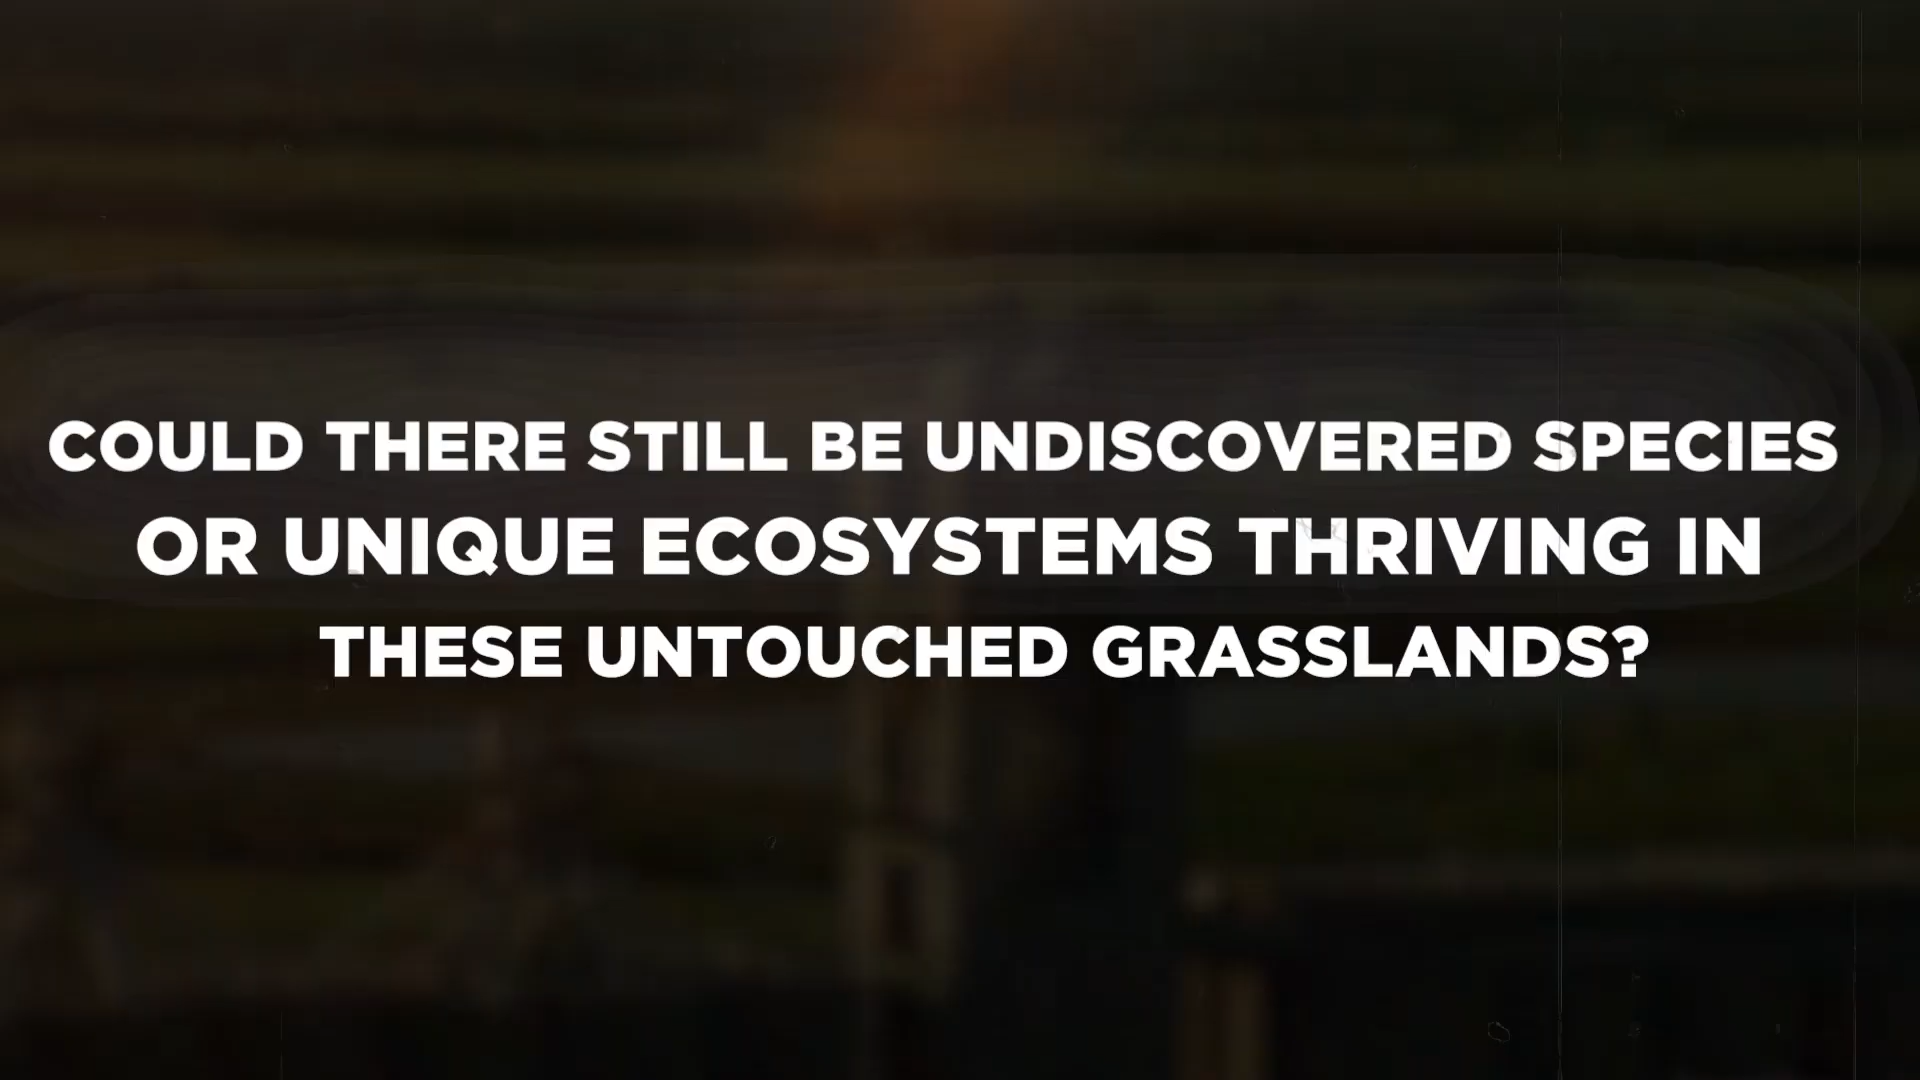 COULD THERE STILL BE UNDISCOVERED SPECIES
OR UNIQUE ECOSYSTEMS THRIVING IN
THESE UNTOUCHED GRASSLANDS?